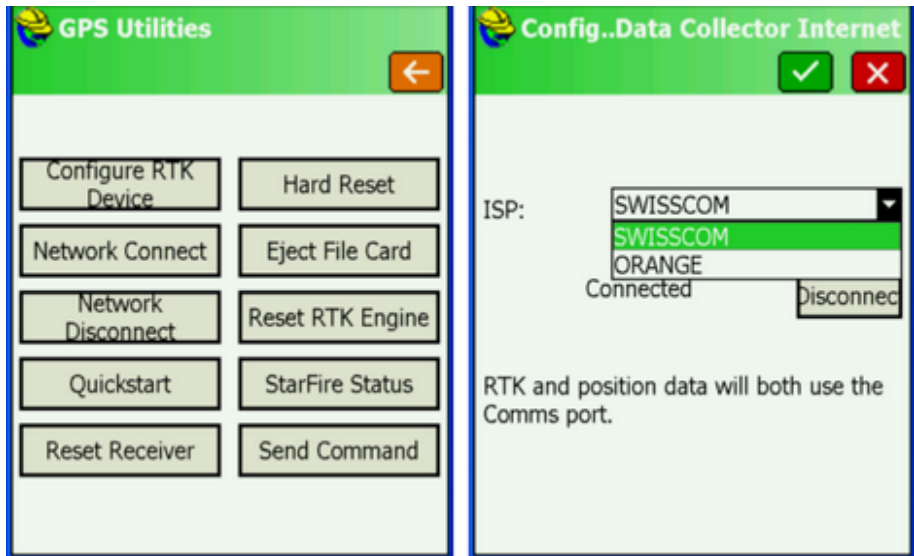 GPS Utilities
Configure RTK
Device
Hard Reset
Network Connect
Eject File Card
Network
Disconnect
Reset RTK Engine
Quickstart
StarFire Status
Reset Receiver
Send Command
Config..Data Collector Internet
ISP:
SWISSCOM
SWISSCOM
ORANGE
Connected
Disconnec
RTK and position data will both use the
Comms port.